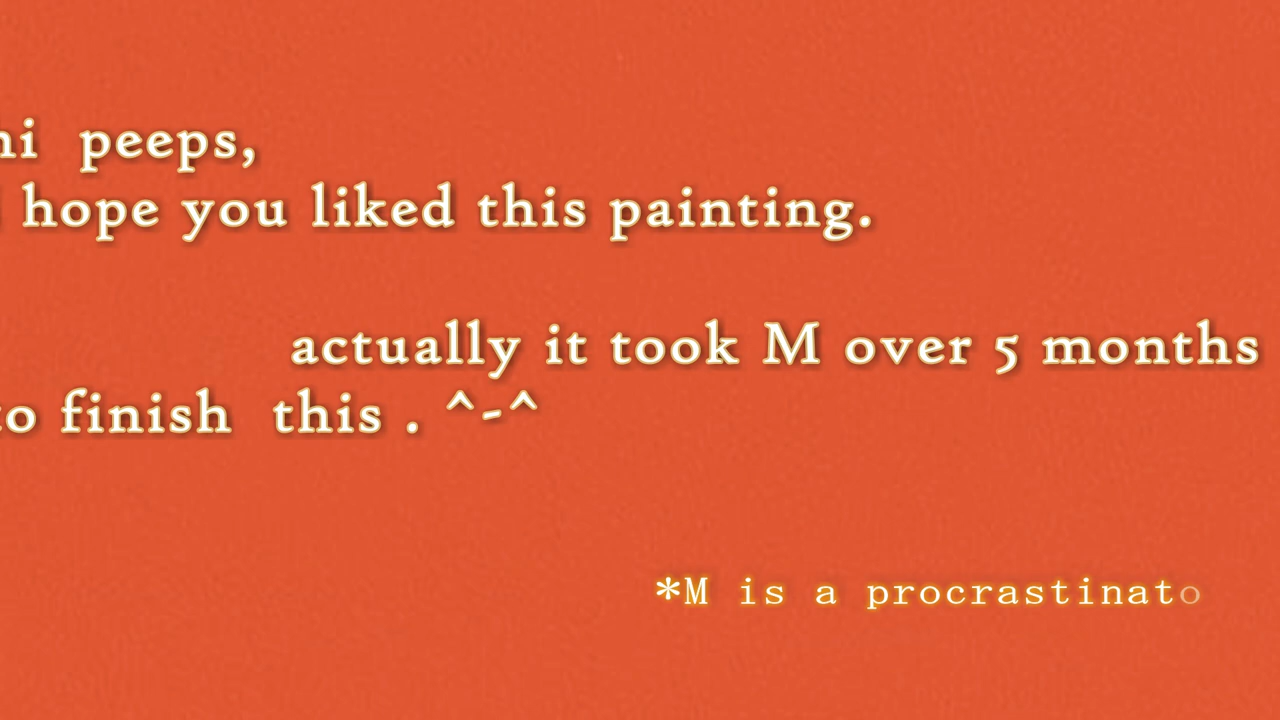 hi peeps,
hope you liked this painting.
actually it took M over 5 months
to finish this . ^-^
*M is a procrastinato